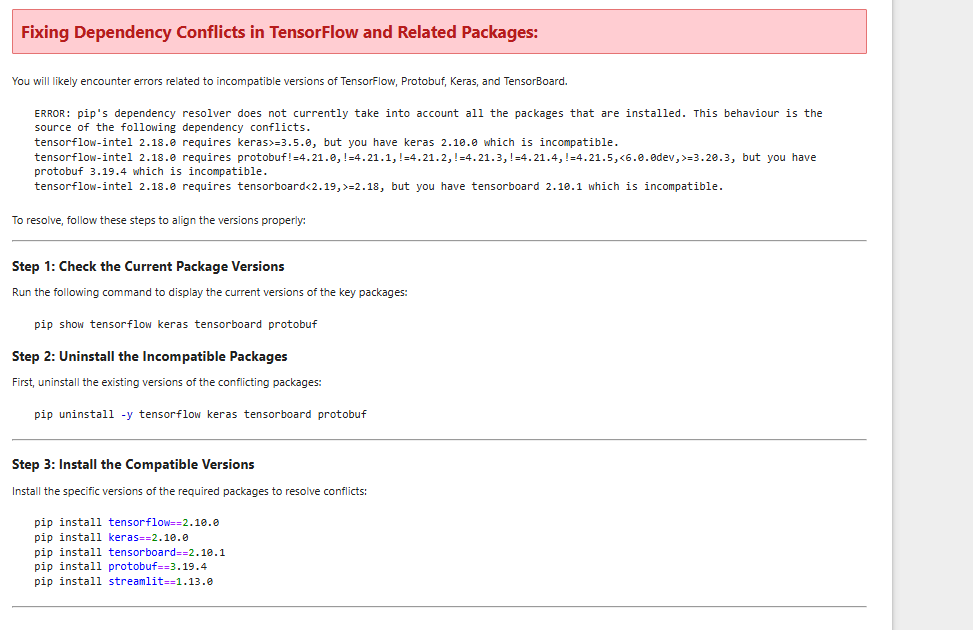 Fixing Dependency Conflicts in TensorFlow and Related Packages:
You will likely encounter errors related to incompatible versions of TensorFlow, Protobuf, Keras, and TensorBoard.
ERROR: pip's dependency resolver does not currently take into account all the packages that are installed. This behaviour is the
source of the following dependency conflicts.
tensorflow-intel 2.18.0 requires keras>=3.5.0, but you have keras 2.10.0 which is incompatible.
tensorflow-intel 2.18.0 requires protobuf!=4.21.0,!=4.21.1,!=4.21.2,!=4.21.3,!=4.21.4,!=4.21.5,<6.0.0dev,>=3.20.3, but you have
protobuf 3.19.4 which is incompatible.
tensorflow-intel 2.18.0 requires tensorboard<2.19,>=2.18, but you have tensorboard 2.10.1 which is incompatible.
To resolve, follow these steps to align the versions properly:
Step 1: Check the Current Package Versions
Run the following command to display the current versions of the key packages:
pip show tensorflow keras tensorboard protobuf
Step 2: Uninstall the Incompatible Packages
First, uninstall the existing versions of the conflicting packages:
pip uninstall -y tensorflow keras tensorboard protobuf
Step 3: Install the Compatible Versions
Install the specific versions of the required packages to resolve conflicts:
pip install tensorflow==2.10.0
pip install keras==2.10.0
pip install tensorboard==2.10.1
pip install protobuf==3.19.4
pip install streamlit==1.13.0